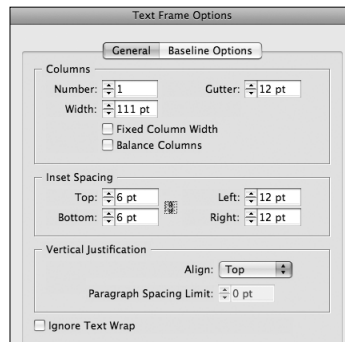 Text Frame Options
General Baseline Options
Columns
Number: 1 Gutter: 12 pt
Width: 111 pt
Fixed Column Width
Balance Columns
Inset Spacing
Top: 6 pt Left: 12 pt
Bottom: 6 pt Right: 12 pt
Vertical Justification
Align: Top
Paragraph Spacing Limit: 0 pt
Ignore Text Wrap